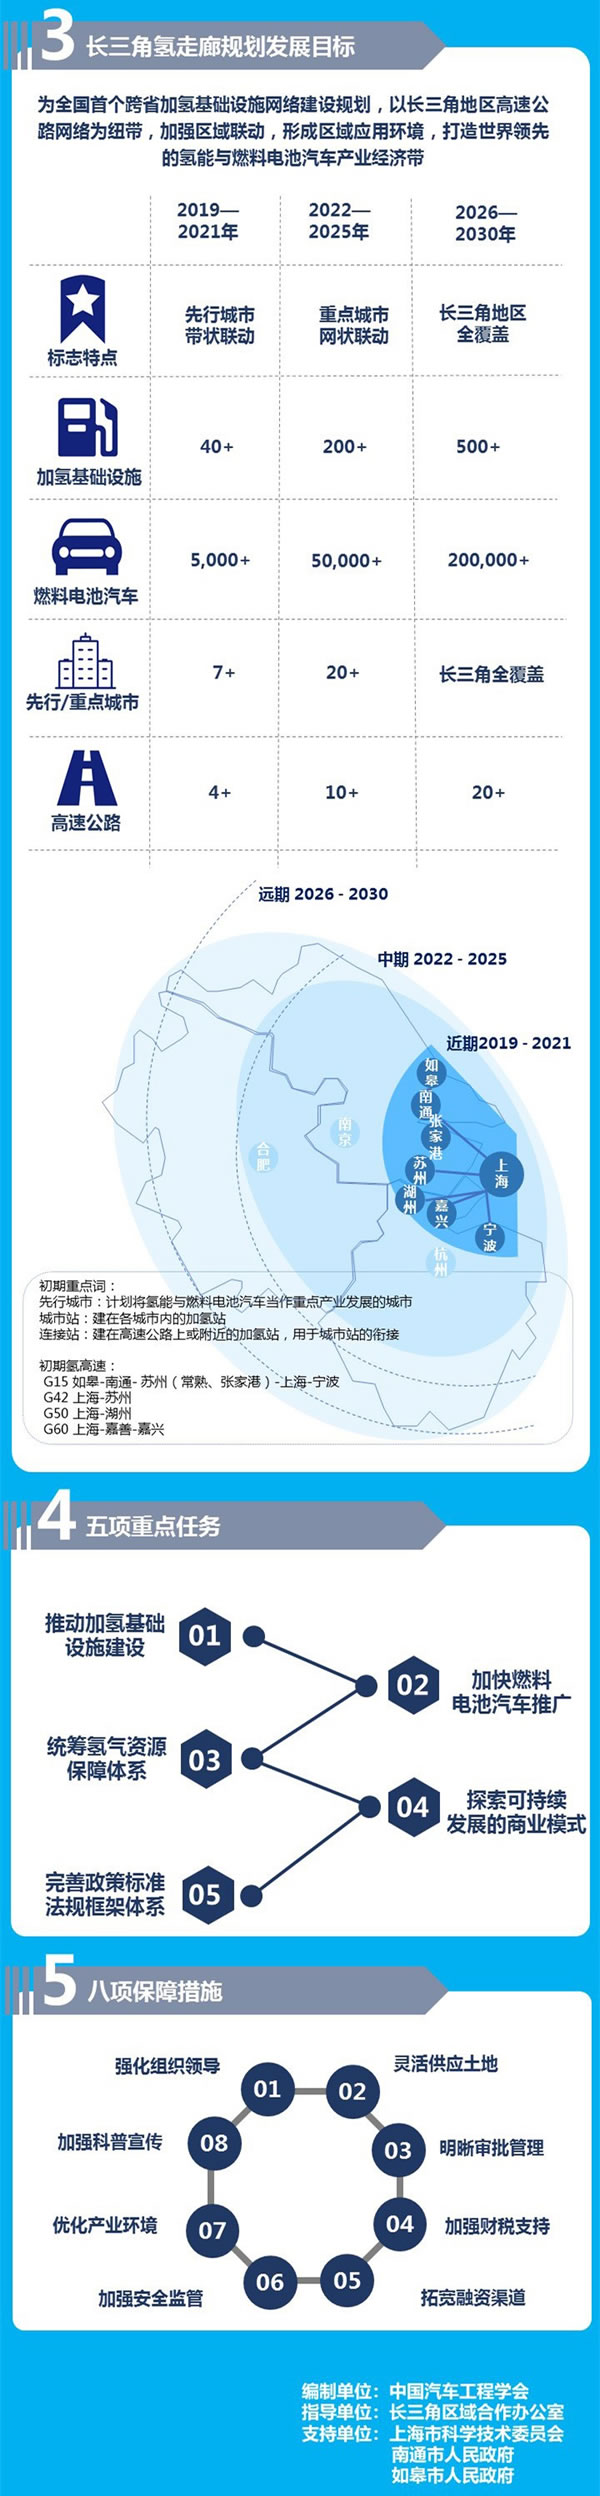 3 长三角氢走廊规划发展目标
为全国首个跨省加氢基础设施网络建设规划，以长三角地区高速公
路网络为纽带，加强区域联动，形成区域应用环境，打造世界领先
的氢能与燃料电池汽车产业经济带
2019—
2021年
2022—
2025年
2026—
2030年
标志特点
先行城市
带状联动
重点城市
网状联动
长三角地区
全覆盖
加氢基础设施
40+
200+
500+
燃料电池汽车
5,000+
50,000+
200,000+
先行/重点城市
7+
20+
长三角全覆盖
高速公路
4+
10+
20+
远期 2026 - 2030
中期 2022 - 2025
近期2019 - 2021
如皋
南通
张家港
南京
合肥
苏州
上海
湖州
嘉兴
宁波
杭州
初期重点词：
先行城市：计划将氢能与燃料电池汽车当作重点产业发展的城市
城市站：建在各城市内的加氢站
连接站：建在高速公路上或附近的加氢站，用于城市站的衔接
初期氢高速：
G15 如皋-南通- 苏州（常熟、张家港）-上海-宁波
G42 上海-苏州
G50 上海-湖州
G60 上海-嘉善-嘉兴
4 五项重点任务
推动加氢基础
设施建设
01
02
加快燃料
电池汽车推广
统筹氢气资源
保障体系
03
04
探索可持续
发展的商业模式
完善政策标准
法规框架体系
05
5 八项保障措施
强化组织领导
01
02
灵活供应土地
加强科普宣传
08
03
明晰审批管理
优化产业环境
07
04
加强财税支持
加强安全监管
06
05
拓宽融资渠道
编制单位：中国汽车工程学会
指导单位：长三角区域合作办公室
支持单位：上海市科学技术委员会
南通市人民政府
如皋市人民政府